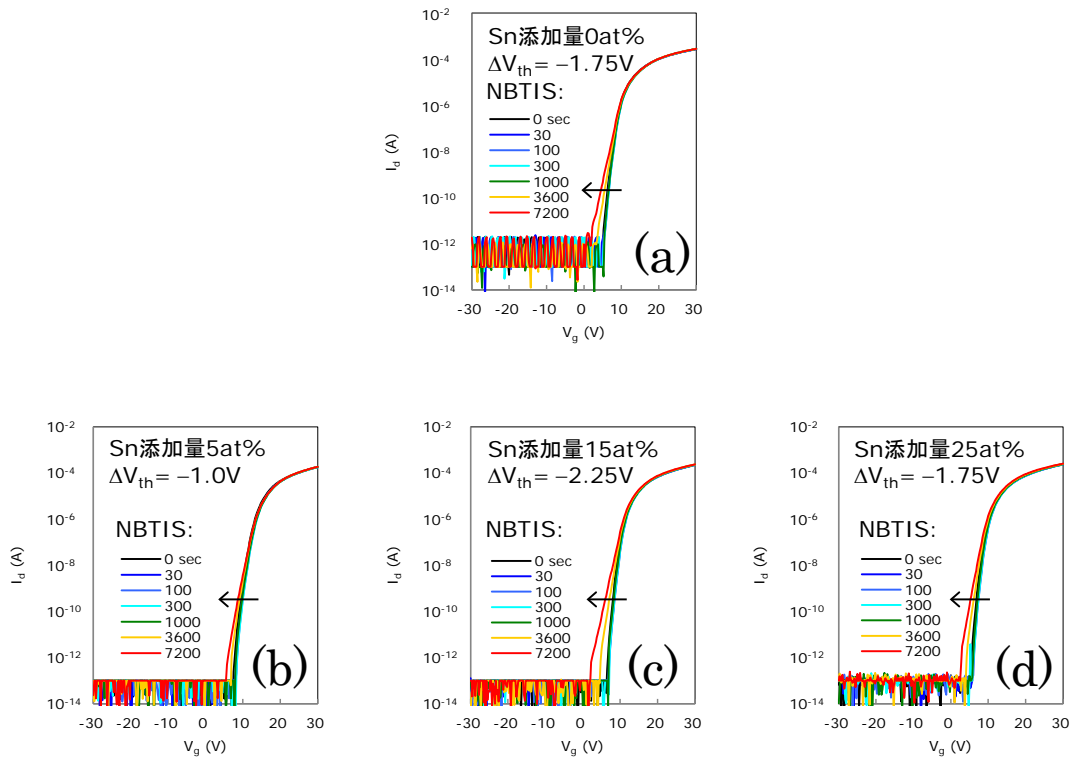 Sn添加量0at%
ΔVth= −1.75V
NBTIS:
0 sec
30
100
300
1000
3600
7200
10-2
10-4
10-6
10-8
10-10
10-12
10-14
Id (A)
-30 -20 -10 0 10 20 30
Vg (V)
(a)
Sn添加量5at%
ΔVth= −1.0V
NBTIS:
0 sec
30
100
300
1000
3600
7200
10-2
10-4
10-6
10-8
10-10
10-12
10-14
Id (A)
-30 -20 -10 0 10 20 30
Vg (V)
(b)
Sn添加量15at%
ΔVth= −2.25V
NBTIS:
0 sec
30
100
300
1000
3600
7200
10-2
10-4
10-6
10-8
10-10
10-12
10-14
Id (A)
-30 -20 -10 0 10 20 30
Vg (V)
(c)
Sn添加量25at%
ΔVth= −1.75V
NBTIS:
0 sec
30
100
300
1000
3600
7200
10-2
10-4
10-6
10-8
10-10
10-12
10-14
Id (A)
-30 -20 -10 0 10 20 30
Vg (V)
(d)